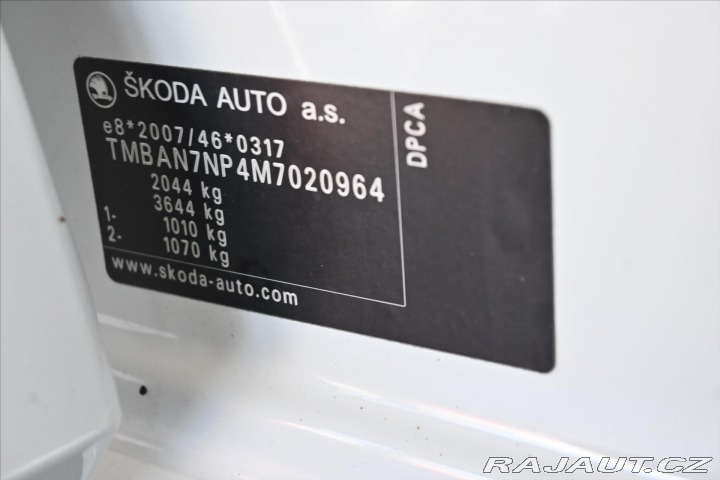 ŠKODA AUTO a.s.
e8*2007/46*0317
TMBAN7NP4M7020964
2044 kg
3644 kg
1- 1010 kg
2- 1070 kg
www.skoda-auto.com
DPCA
RAJAUT.CZ